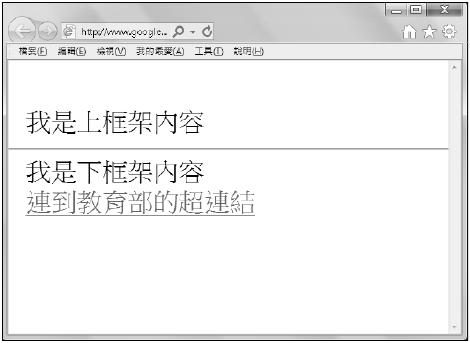 http://www.google...
檔案(F) 編輯(E) 檢視(V) 我的最愛(A) 工具(T) 說明(H)
我是上框架內容
我是下框架內容
連到教育部的超連結